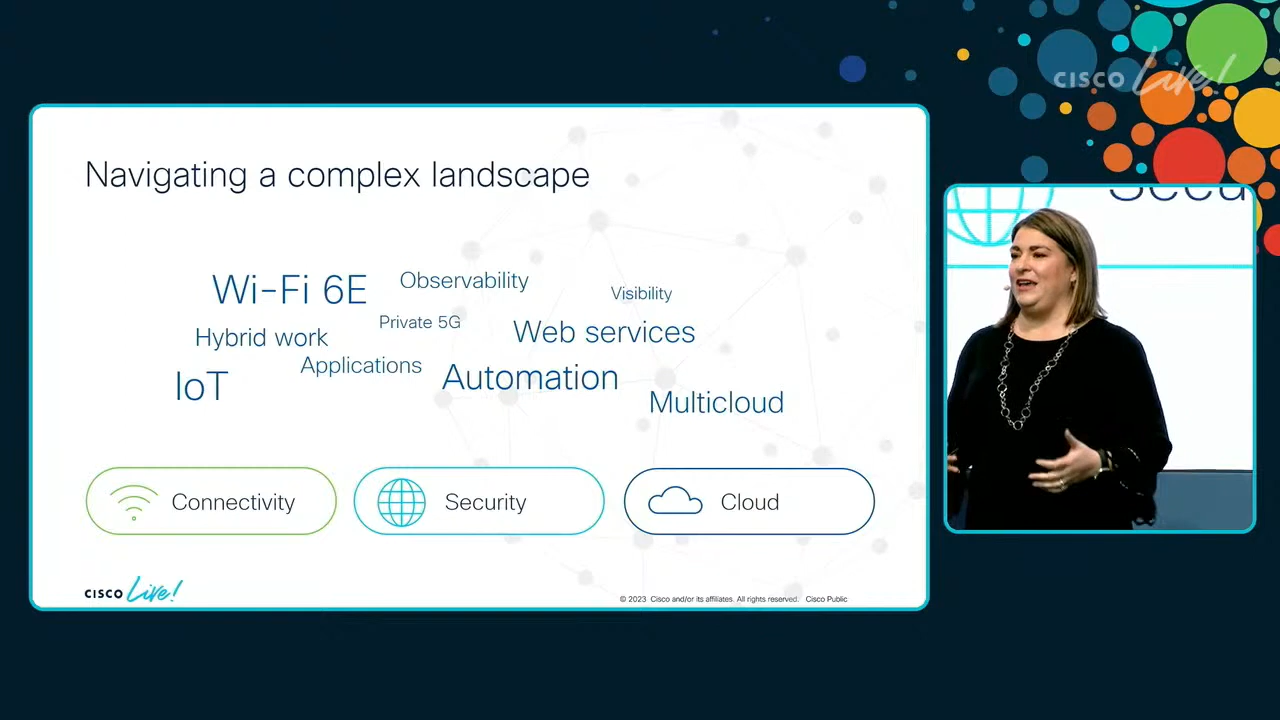 CISCO Live!
Navigating a complex landscape
Wi-Fi 6E
Observability
Visibility
Private 5G
Hybrid work
Web services
Applications
IoT
Automation
Multicloud
Connectivity
Security
Cloud
CISCO Live!
© 2023 Cisco and/or its affiliates. All rights reserved. Cisco Public